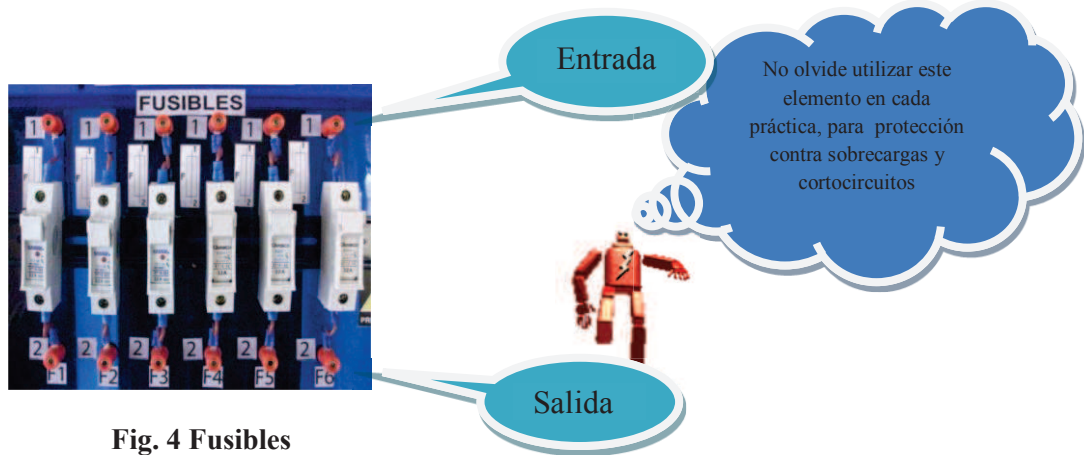 Entrada
No olvide utilizar este
elemento en cada
práctica, para protección
contra sobrecargas y
cortocircuitos
FUSIBLES
1 1 1 1 1 1
2 2 2 2 2 2
F1 F2 F3 F4 F5 F6
Salida
Fig. 4 Fusibles